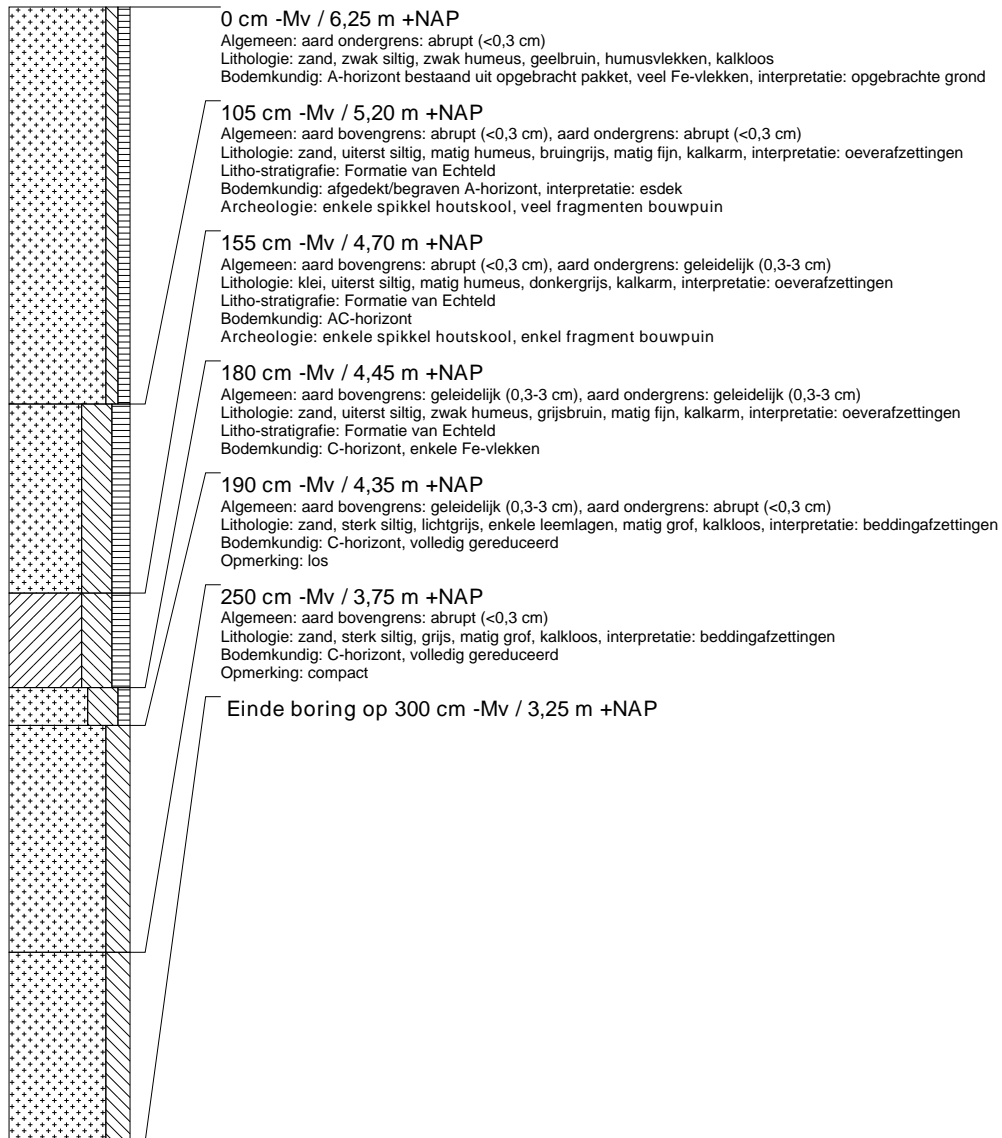 0 cm -Mv / 6,25 m +NAP
Algemeen: aard ondergrens: abrupt (<0,3 cm)
Lithologie: zand, zwak siltig, zwak humeus, geelbruin, humusvlekken, kalkloos
Bodemkundig: A-horizont bestaand uit opgebracht pakket, veel Fe-vlekken, interpretatie: opgebrachte grond
105 cm -Mv / 5,20 m +NAP
Algemeen: aard bovengrens: abrupt (<0,3 cm), aard ondergrens: abrupt (<0,3 cm)
Lithologie: zand, uiterst siltig, matig humeus, bruingrijs, matig fijn, kalkarm, interpretatie: oeverafzettingen
Litho-stratigrafie: Formatie van Echteld
Bodemkundig: afgedekt/begraven A-horizont, interpretatie: esdek
Archeologie: enkele spikkel houtskool, veel fragmenten bouwpuin
155 cm -Mv / 4,70 m +NAP
Algemeen: aard bovengrens: abrupt (<0,3 cm), aard ondergrens: geleidelijk (0,3-3 cm)
Lithologie: klei, uiterst siltig, matig humeus, donkergrijs, kalkarm, interpretatie: oeverafzettingen
Litho-stratigrafie: Formatie van Echteld
Bodemkundig: AC-horizont
Archeologie: enkele spikkel houtskool, enkel fragment bouwpuin
180 cm -Mv / 4,45 m +NAP
Algemeen: aard bovengrens: geleidelijk (0,3-3 cm), aard ondergrens: geleidelijk (0,3-3 cm)
Lithologie: zand, uiterst siltig, zwak humeus, grijsbruin, matig fijn, kalkarm, interpretatie: oeverafzettingen
Litho-stratigrafie: Formatie van Echteld
Bodemkundig: C-horizont, enkele Fe-vlekken
190 cm -Mv / 4,35 m +NAP
Algemeen: aard bovengrens: geleidelijk (0,3-3 cm), aard ondergrens: abrupt (<0,3 cm)
Lithologie: zand, sterk siltig, lichtgrijs, enkele leemlagen, matig grof, kalkloos, interpretatie: beddingafzettingen
Bodemkundig: C-horizont, volledig gereduceerd
Opmerking: los
250 cm -Mv / 3,75 m +NAP
Algemeen: aard bovengrens: abrupt (<0,3 cm)
Lithologie: zand, sterk siltig, grijs, matig grof, kalkloos, interpretatie: beddingafzettingen
Bodemkundig: C-horizont, volledig gereduceerd
Opmerking: compact
Einde boring op 300 cm -Mv / 3,25 m +NAP